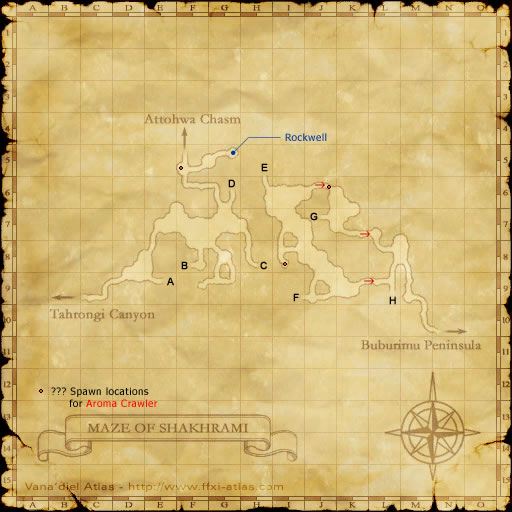 A B C D E F G H I J K L M N O
1
2
3
4
5
6
7
8
9
10
11
12
13
14
15
Attohwa Chasm
Rockwell
E
D
G
B
C
A
F
H
Tahrongi Canyon
Buburimu Peninsula
??? Spawn locations
for Aroma Crawler
MAZE OF SHAKHRAMI
Vana'diel Atlas - http://www.ffxi-atlas.com
A B C D E F G H I J K L M N O